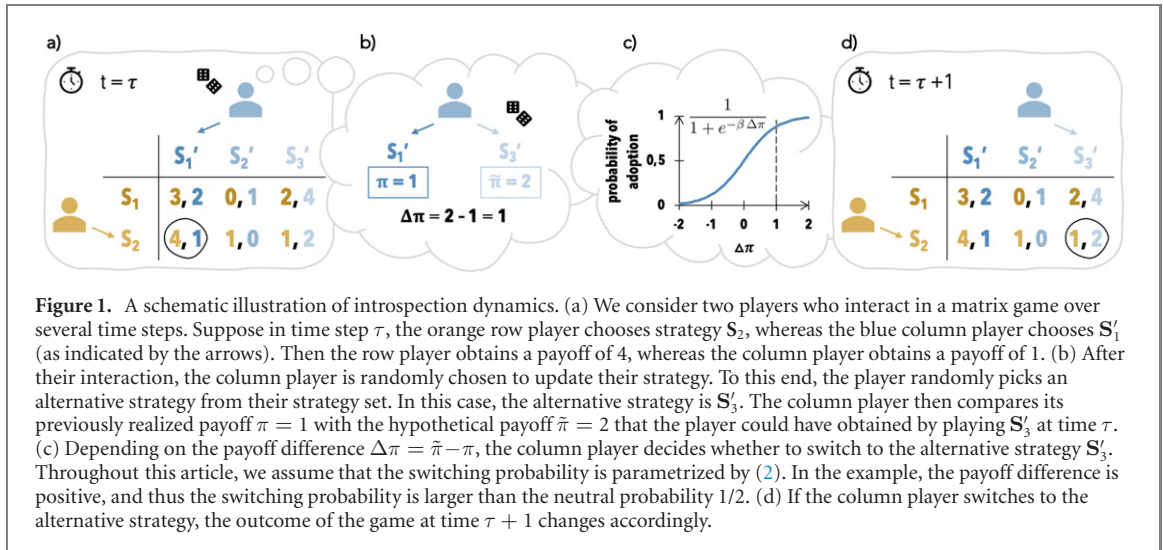 a)
t = τ
S₁′ S₂′ S₃′
S₁ 3, 2 0, 1 2, 4
S₂ 4, 1 1, 0 1, 2
b)
S₁′ S₃′
π = 1 π̃ = 2
Δπ = 2 - 1 = 1
c)
probability of
adoption
1
0,5
0
1
1 + e^{-β Δπ}
-2 -1 0 1 2
Δπ
d)
t = τ +1
S₁′ S₂′ S₃′
S₁ 3, 2 0, 1 2, 4
S₂ 4, 1 1, 0 1, 2
Figure 1. A schematic illustration of introspection dynamics. (a) We consider two players who interact in a matrix game over
several time steps. Suppose in time step τ, the orange row player chooses strategy S₂, whereas the blue column player chooses S′₁
(as indicated by the arrows). Then the row player obtains a payoff of 4, whereas the column player obtains a payoff of 1. (b) After
their interaction, the column player is randomly chosen to update their strategy. To this end, the player randomly picks an
alternative strategy from their strategy set. In this case, the alternative strategy is S′₃. The column player then compares its
previously realized payoff π = 1 with the hypothetical payoff π̃ = 2 that the player could have obtained by playing S′₃ at time τ.
(c) Depending on the payoff difference Δπ = π̃−π, the column player decides whether to switch to the alternative strategy S′₃.
Throughout this article, we assume that the switching probability is parametrized by (2). In the example, the payoff difference is
positive, and thus the switching probability is larger than the neutral probability 1/2. (d) If the column player switches to the
alternative strategy, the outcome of the game at time τ + 1 changes accordingly.